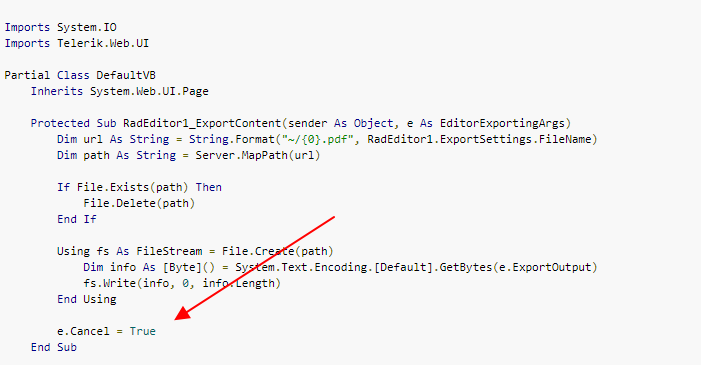 Imports System.IO
Imports Telerik.Web.UI
Partial Class DefaultVB
Inherits System.Web.UI.Page
Protected Sub RadEditor1_ExportContent(sender As Object, e As EditorExportingArgs)
Dim url As String = String.Format("~/{0}.pdf", RadEditor1.ExportSettings.FileName)
Dim path As String = Server.MapPath(url)
If File.Exists(path) Then
File.Delete(path)
End If
Using fs As FileStream = File.Create(path)
Dim info As [Byte]() = System.Text.Encoding.[Default].GetBytes(e.ExportOutput)
fs.Write(info, 0, info.Length)
End Using
e.Cancel = True
End Sub